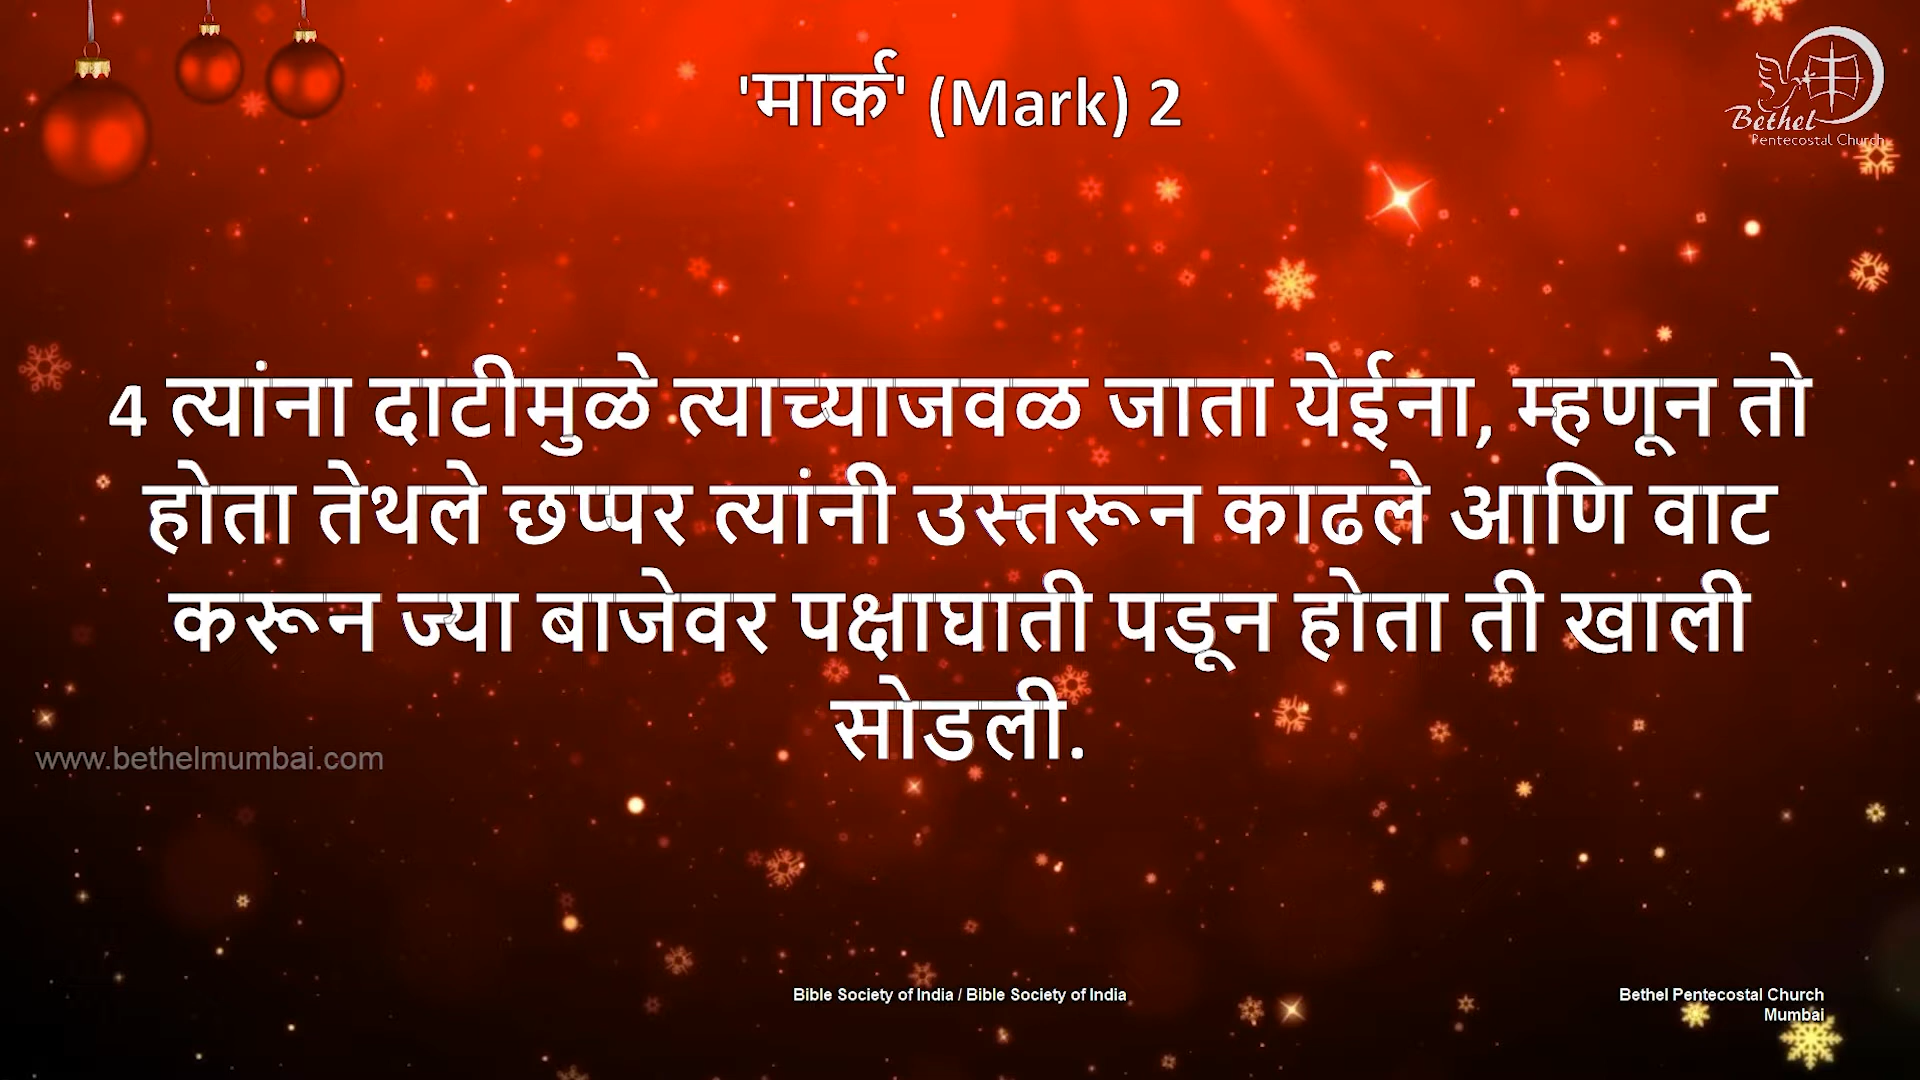 'मार्क' (Mark) 2
Bethel
Pentecostal Church
4 त्यांना दाटीमुळे त्याच्याजवळ जाता येईना, म्हणून तो
होता तेथले छप्पर त्यांनी उस्तरून काढले आणि वाट
करून ज्या बाजेवर पक्षाघाती पडून होता ती खाली
सोडली.
www.bethelmumbai.com
Bible Society of India / Bible Society of India
Bethel Pentecostal Church
Mumbai